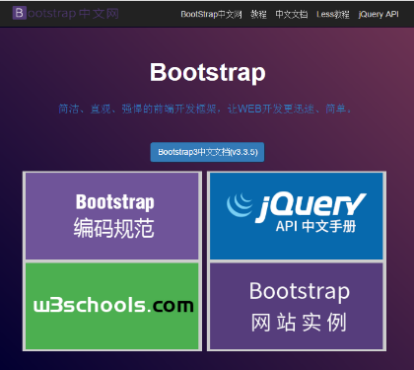 Bootstrap中文网 BootStrap中文网 教程 中文文档 Less教程 jQuery API
Bootstrap
简洁、直观、强悍的前端开发框架，让WEB开发更迅速、简单。
Bootstrap3中文文档(v3.3.5)
Bootstrap
编码规范
jQuery
API 中文手册
w3schools.com
Bootstrap
网站实例